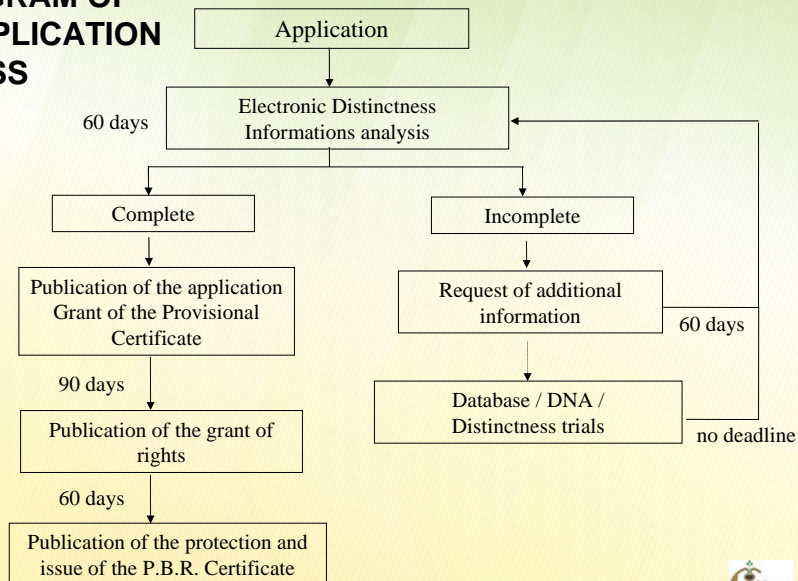 PLICATION
Application
60 days
Electronic Distinctness
Informations analysis
Complete
Incomplete
Publication of the application
Grant of the Provisional
Certificate
Request of additional
information
60 days
90 days
Database / DNA /
Distinctness trials
no deadline
Publication of the grant of
rights
60 days
Publication of the protection and
issue of the P.B.R. Certificate